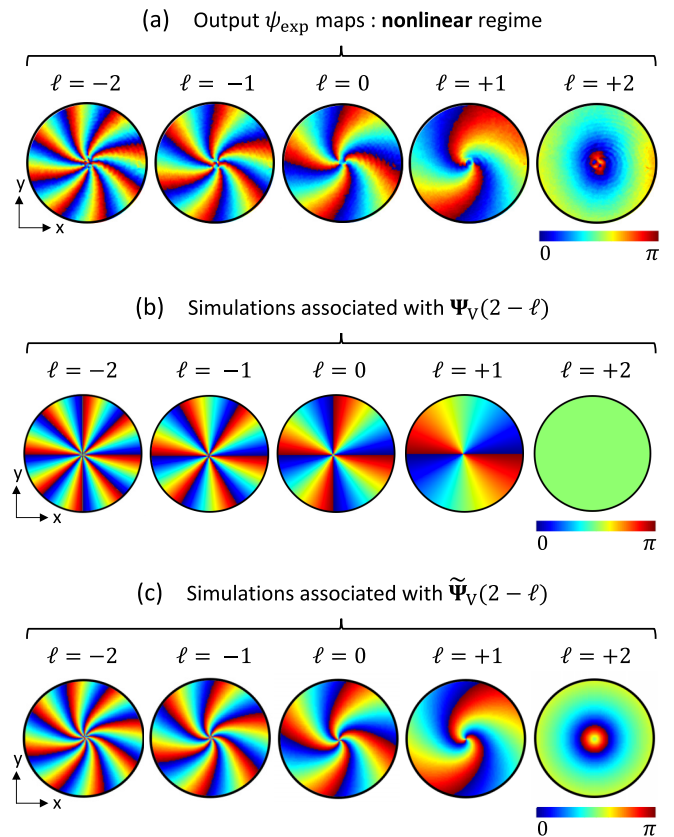 (a) Output ψexp maps : nonlinear regime
ℓ = −2 ℓ = −1 ℓ = 0 ℓ = +1 ℓ = +2
y
x
0 π
(b) Simulations associated with ΨV(2 − ℓ)
ℓ = −2 ℓ = −1 ℓ = 0 ℓ = +1 ℓ = +2
y
x
0 π
(c) Simulations associated with Ψ̃V(2 − ℓ)
ℓ = −2 ℓ = −1 ℓ = 0 ℓ = +1 ℓ = +2
y
x
0 π